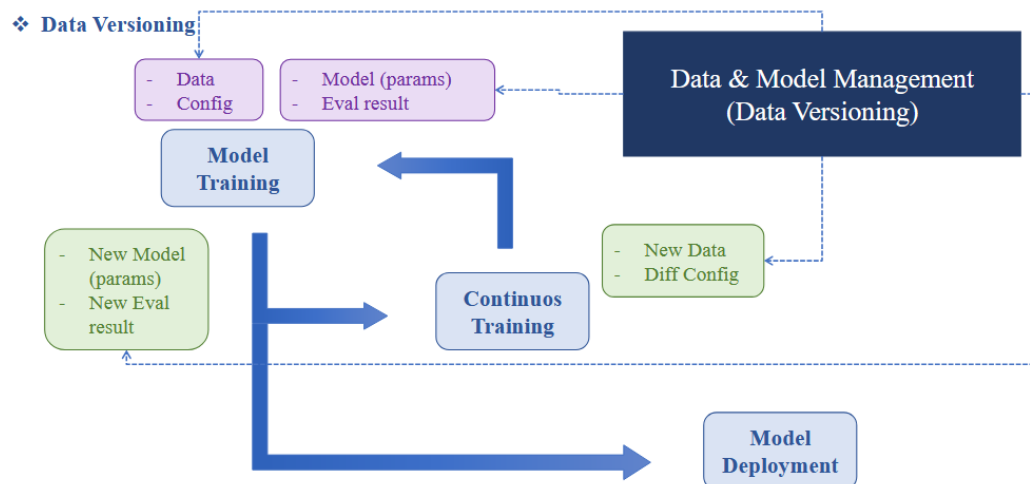 ❖ Data Versioning
- Data
- Config
- Model (params)
- Eval result
Data & Model Management
(Data Versioning)
Model
Training
- New Model
(params)
- New Eval
result
- New Data
- Diff Config
Continuos
Training
Model
Deployment